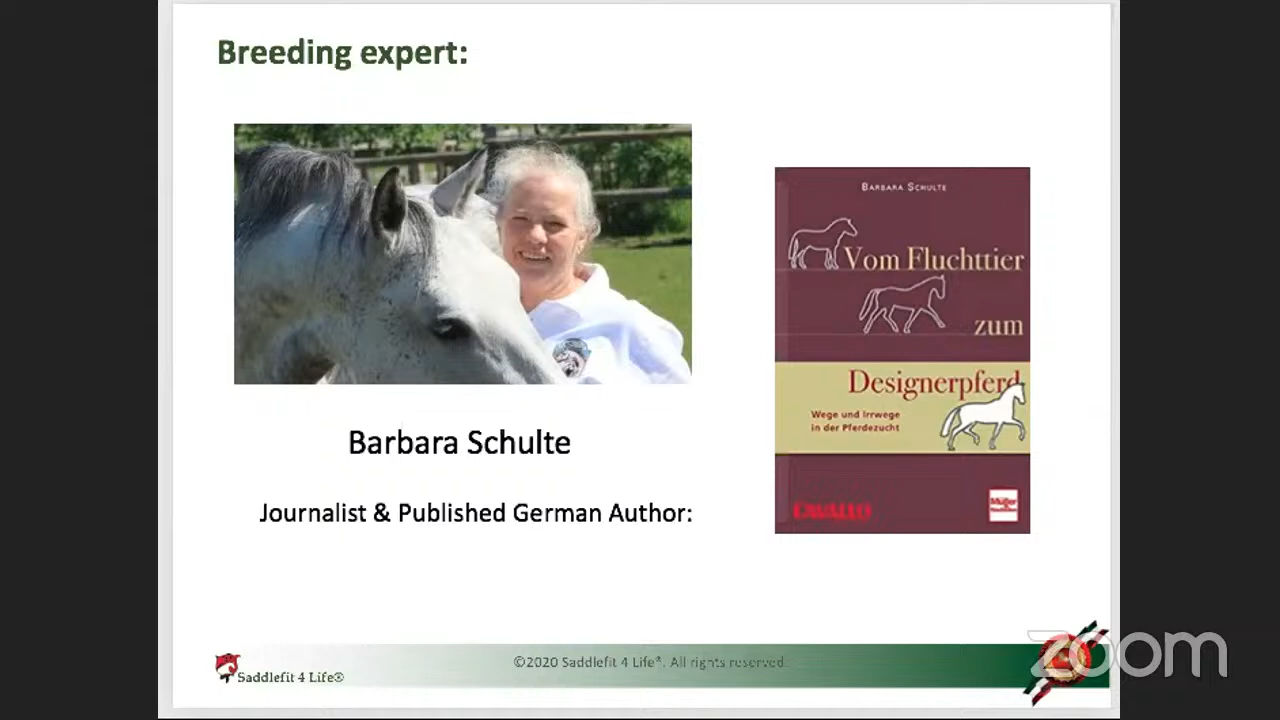 Breeding expert:
BARBARA SCHULTE
Vom Fluchttier
zum
Designerpferd
Wege und Irrwege
in der Pferdezucht
CAVALLO
Barbara Schulte
Journalist & Published German Author:
Saddlefit 4 Life®
©2020 Saddlefit 4 Life®. All rights reserved.
zoom